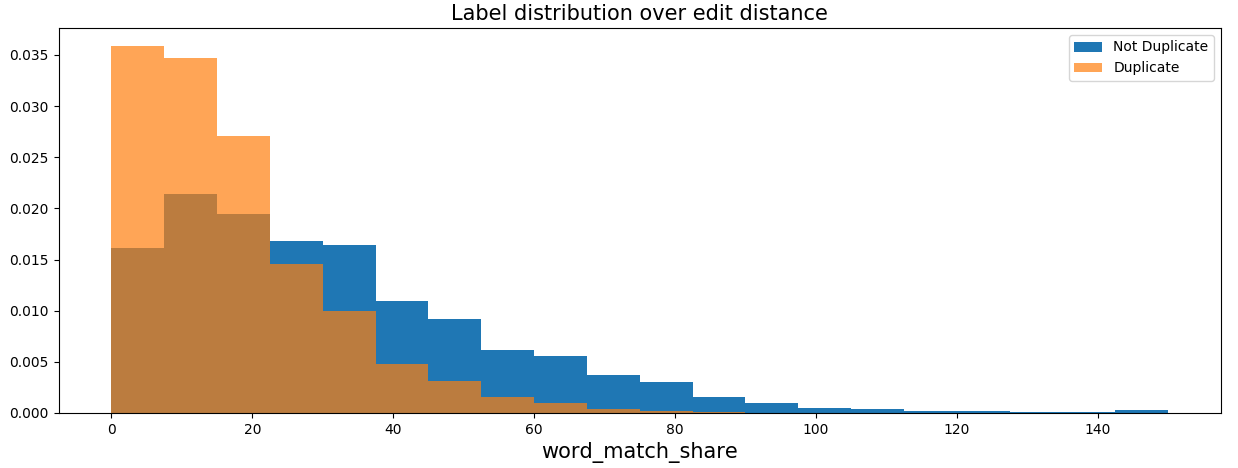 Label distribution over edit distance
Not Duplicate
Duplicate
0.035
0.030
0.025
0.020
0.015
0.010
0.005
0.000
0 20 40 60 80 100 120 140
word_match_share